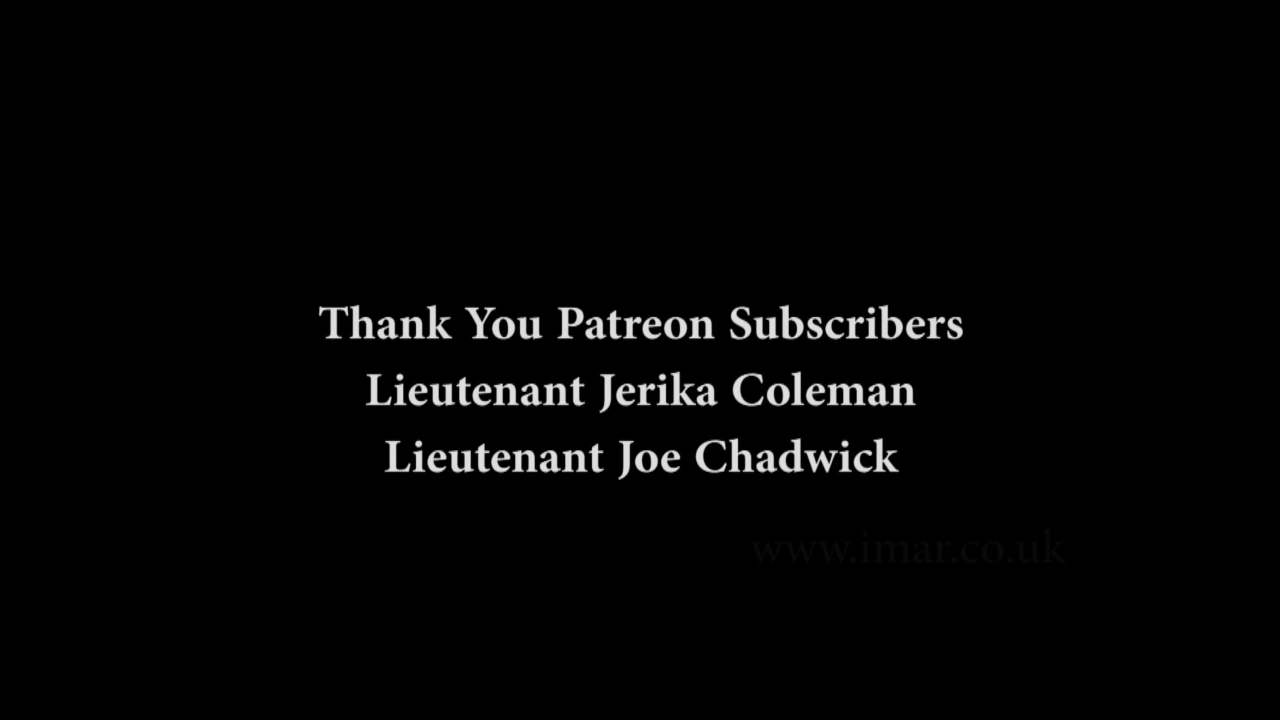 Thank You Patreon Subscribers
Lieutenant Jerika Coleman
Lieutenant Joe Chadwick
www.imar.co.uk